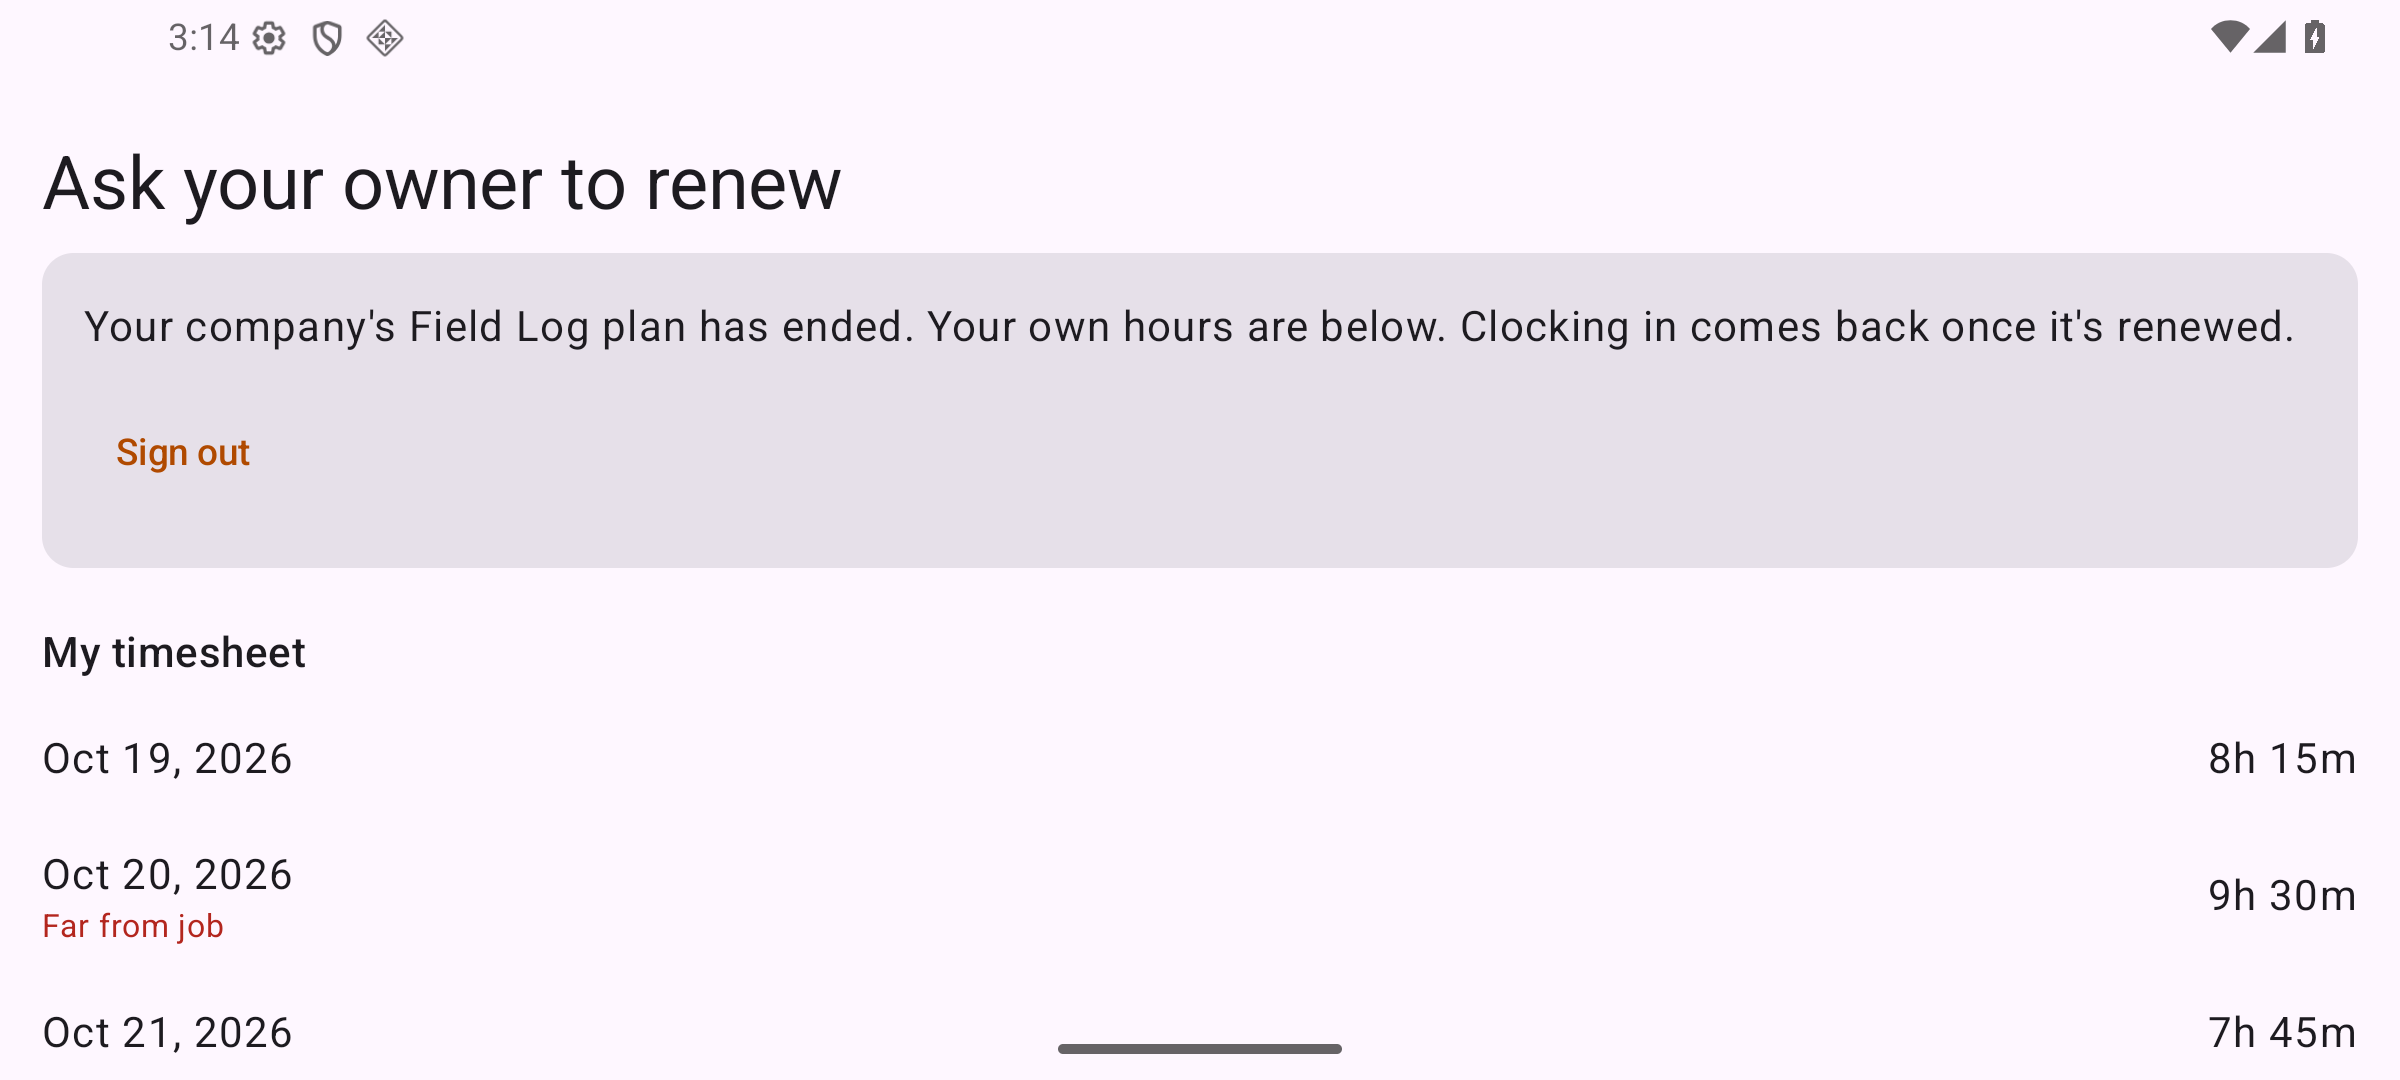 3:14
Ask your owner to renew
Your company's Field Log plan has ended. Your own hours are below. Clocking in comes back once it's renewed.
Sign out
My timesheet
Oct 19, 2026 8h 15m
Oct 20, 2026 9h 30m
Far from job
Oct 21, 2026 7h 45m